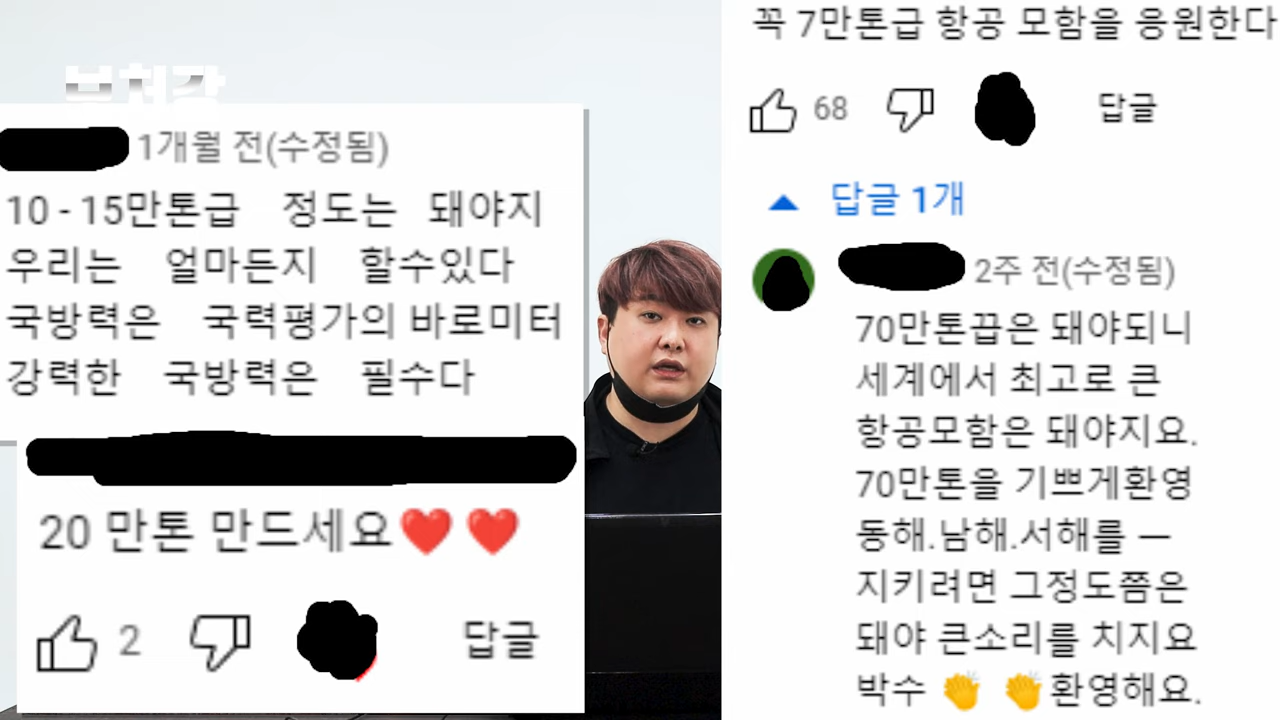 부처감
1개월 전(수정됨)
10 - 15만톤급 정도는 돼야지
우리는 얼마든지 할수있다
국방력은 국력평가의 바로미터
강력한 국방력은 필수다
20 만톤 만드세요❤️ ❤️
2 답글
꼭 7만톤급 항공 모함을 응원한다
68 답글
답글 1개
2주 전(수정됨)
70만톤끕은 돼야되니
세계에서 최고로 큰
항공모함은 돼야지요.
70만톤을 기쁘게환영
동해.남해.서해를 ㅡ
지키려면 그정도쯤은
돼야 큰소리를 치지요
박수 👏 👏환영해요.